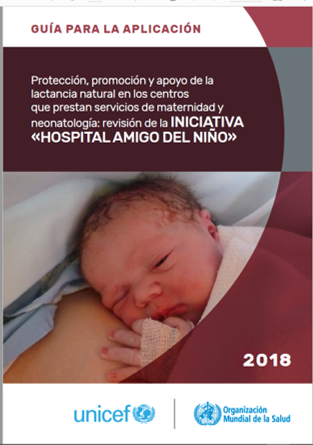 GUÍA PARA LA APLICACIÓN
Protección, promoción y apoyo de la
lactancia natural en los centros
que prestan servicios de maternidad y
neonatología: revisión de la INICIATIVA
«HOSPITAL AMIGO DEL NIÑO»
2018
unicef
Organización
Mundial de la Salud